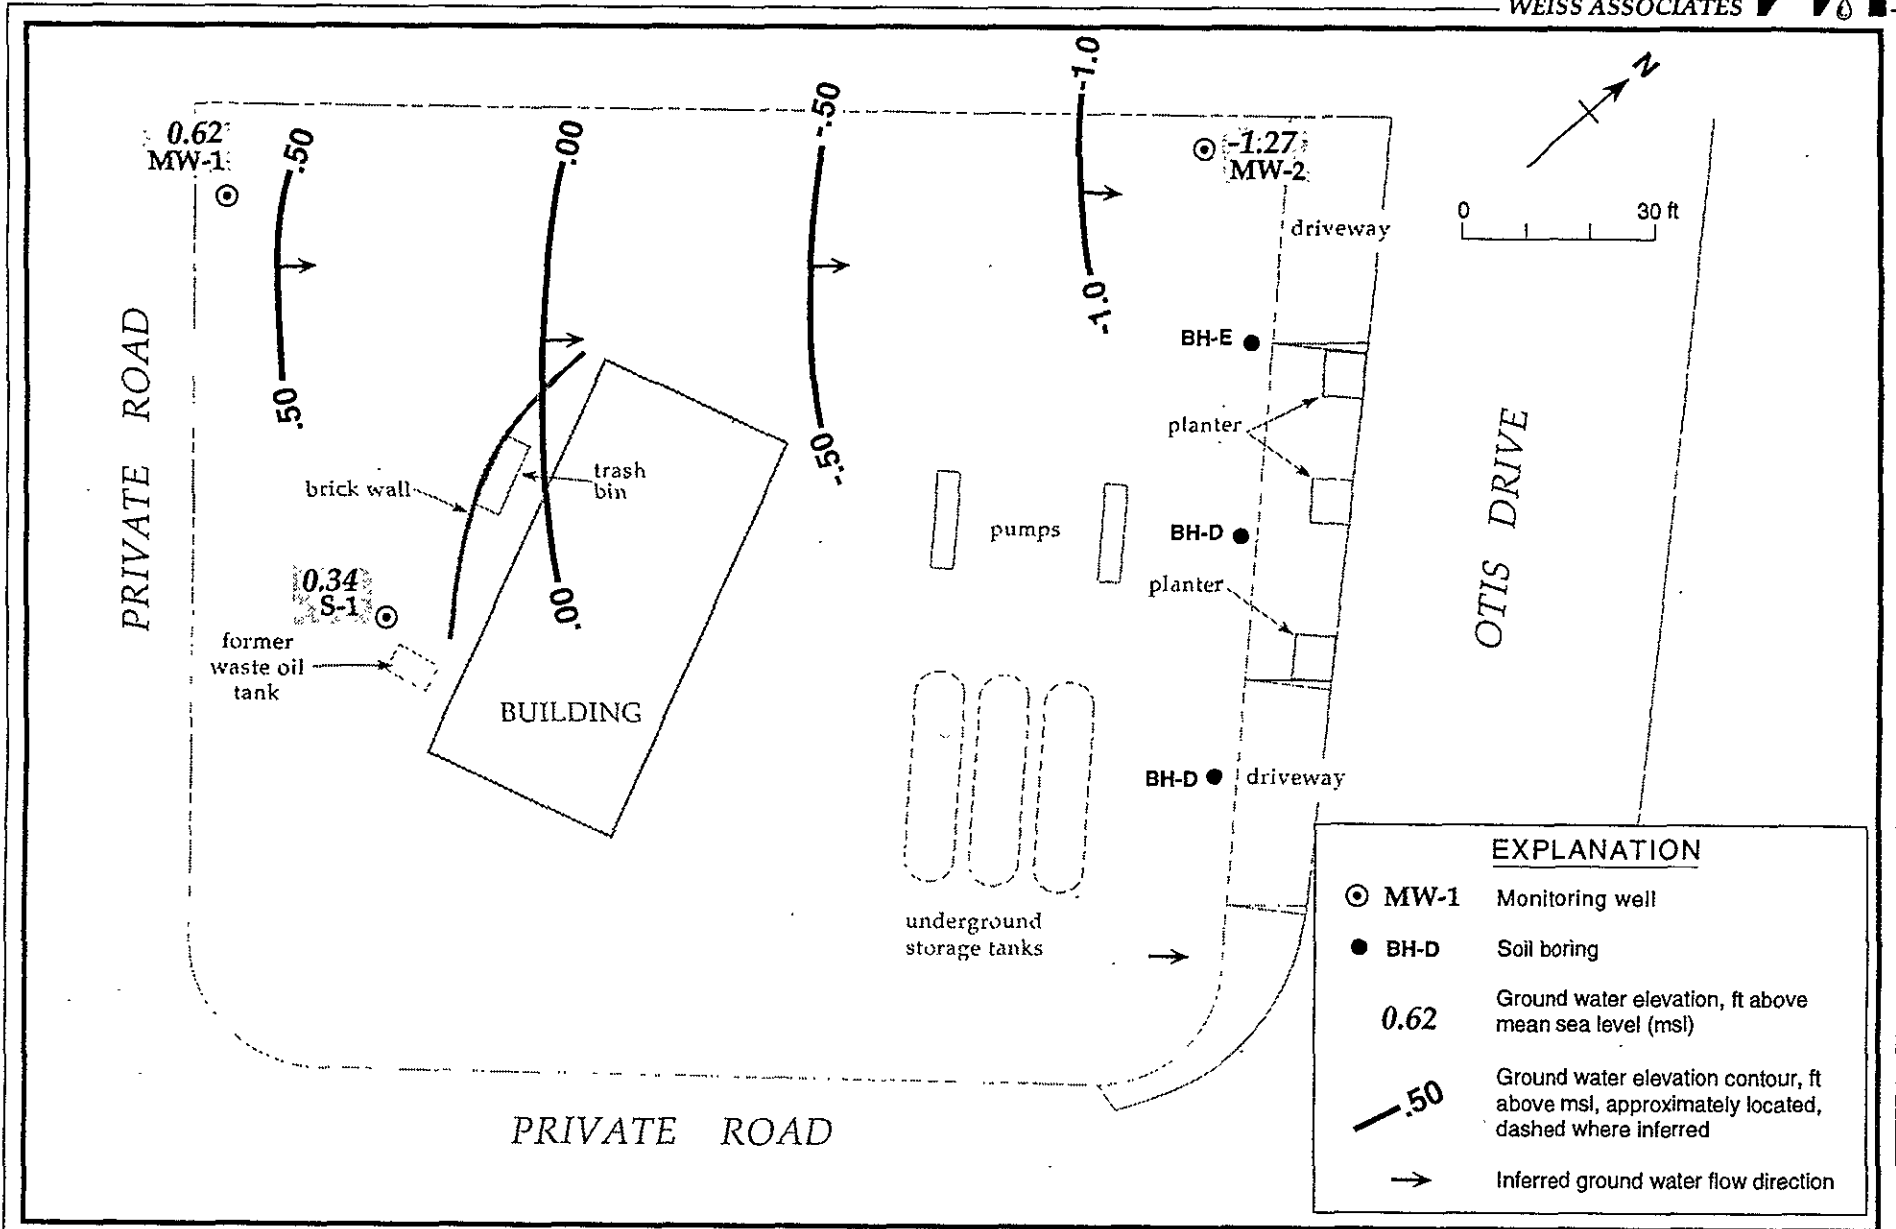 WEISS ASSOCIATES
N
0 30 ft
0.62
MW-1
.50
.00
-.50
-1.0
-1.27
MW-2
driveway
-1.0
BH-E
.50
-.50
planter
PRIVATE ROAD
brick wall
trash
bin
pumps
BH-D
OTIS DRIVE
planter
0.34
S-1
.00
former
waste oil
tank
BUILDING
BH-D
driveway
underground
storage tanks
PRIVATE ROAD
EXPLANATION
MW-1 Monitoring well
BH-D Soil boring
0.62 Ground water elevation, ft above
mean sea level (msl)
.50 Ground water elevation contour, ft
above msl, approximately located,
dashed where inferred
Inferred ground water flow direction